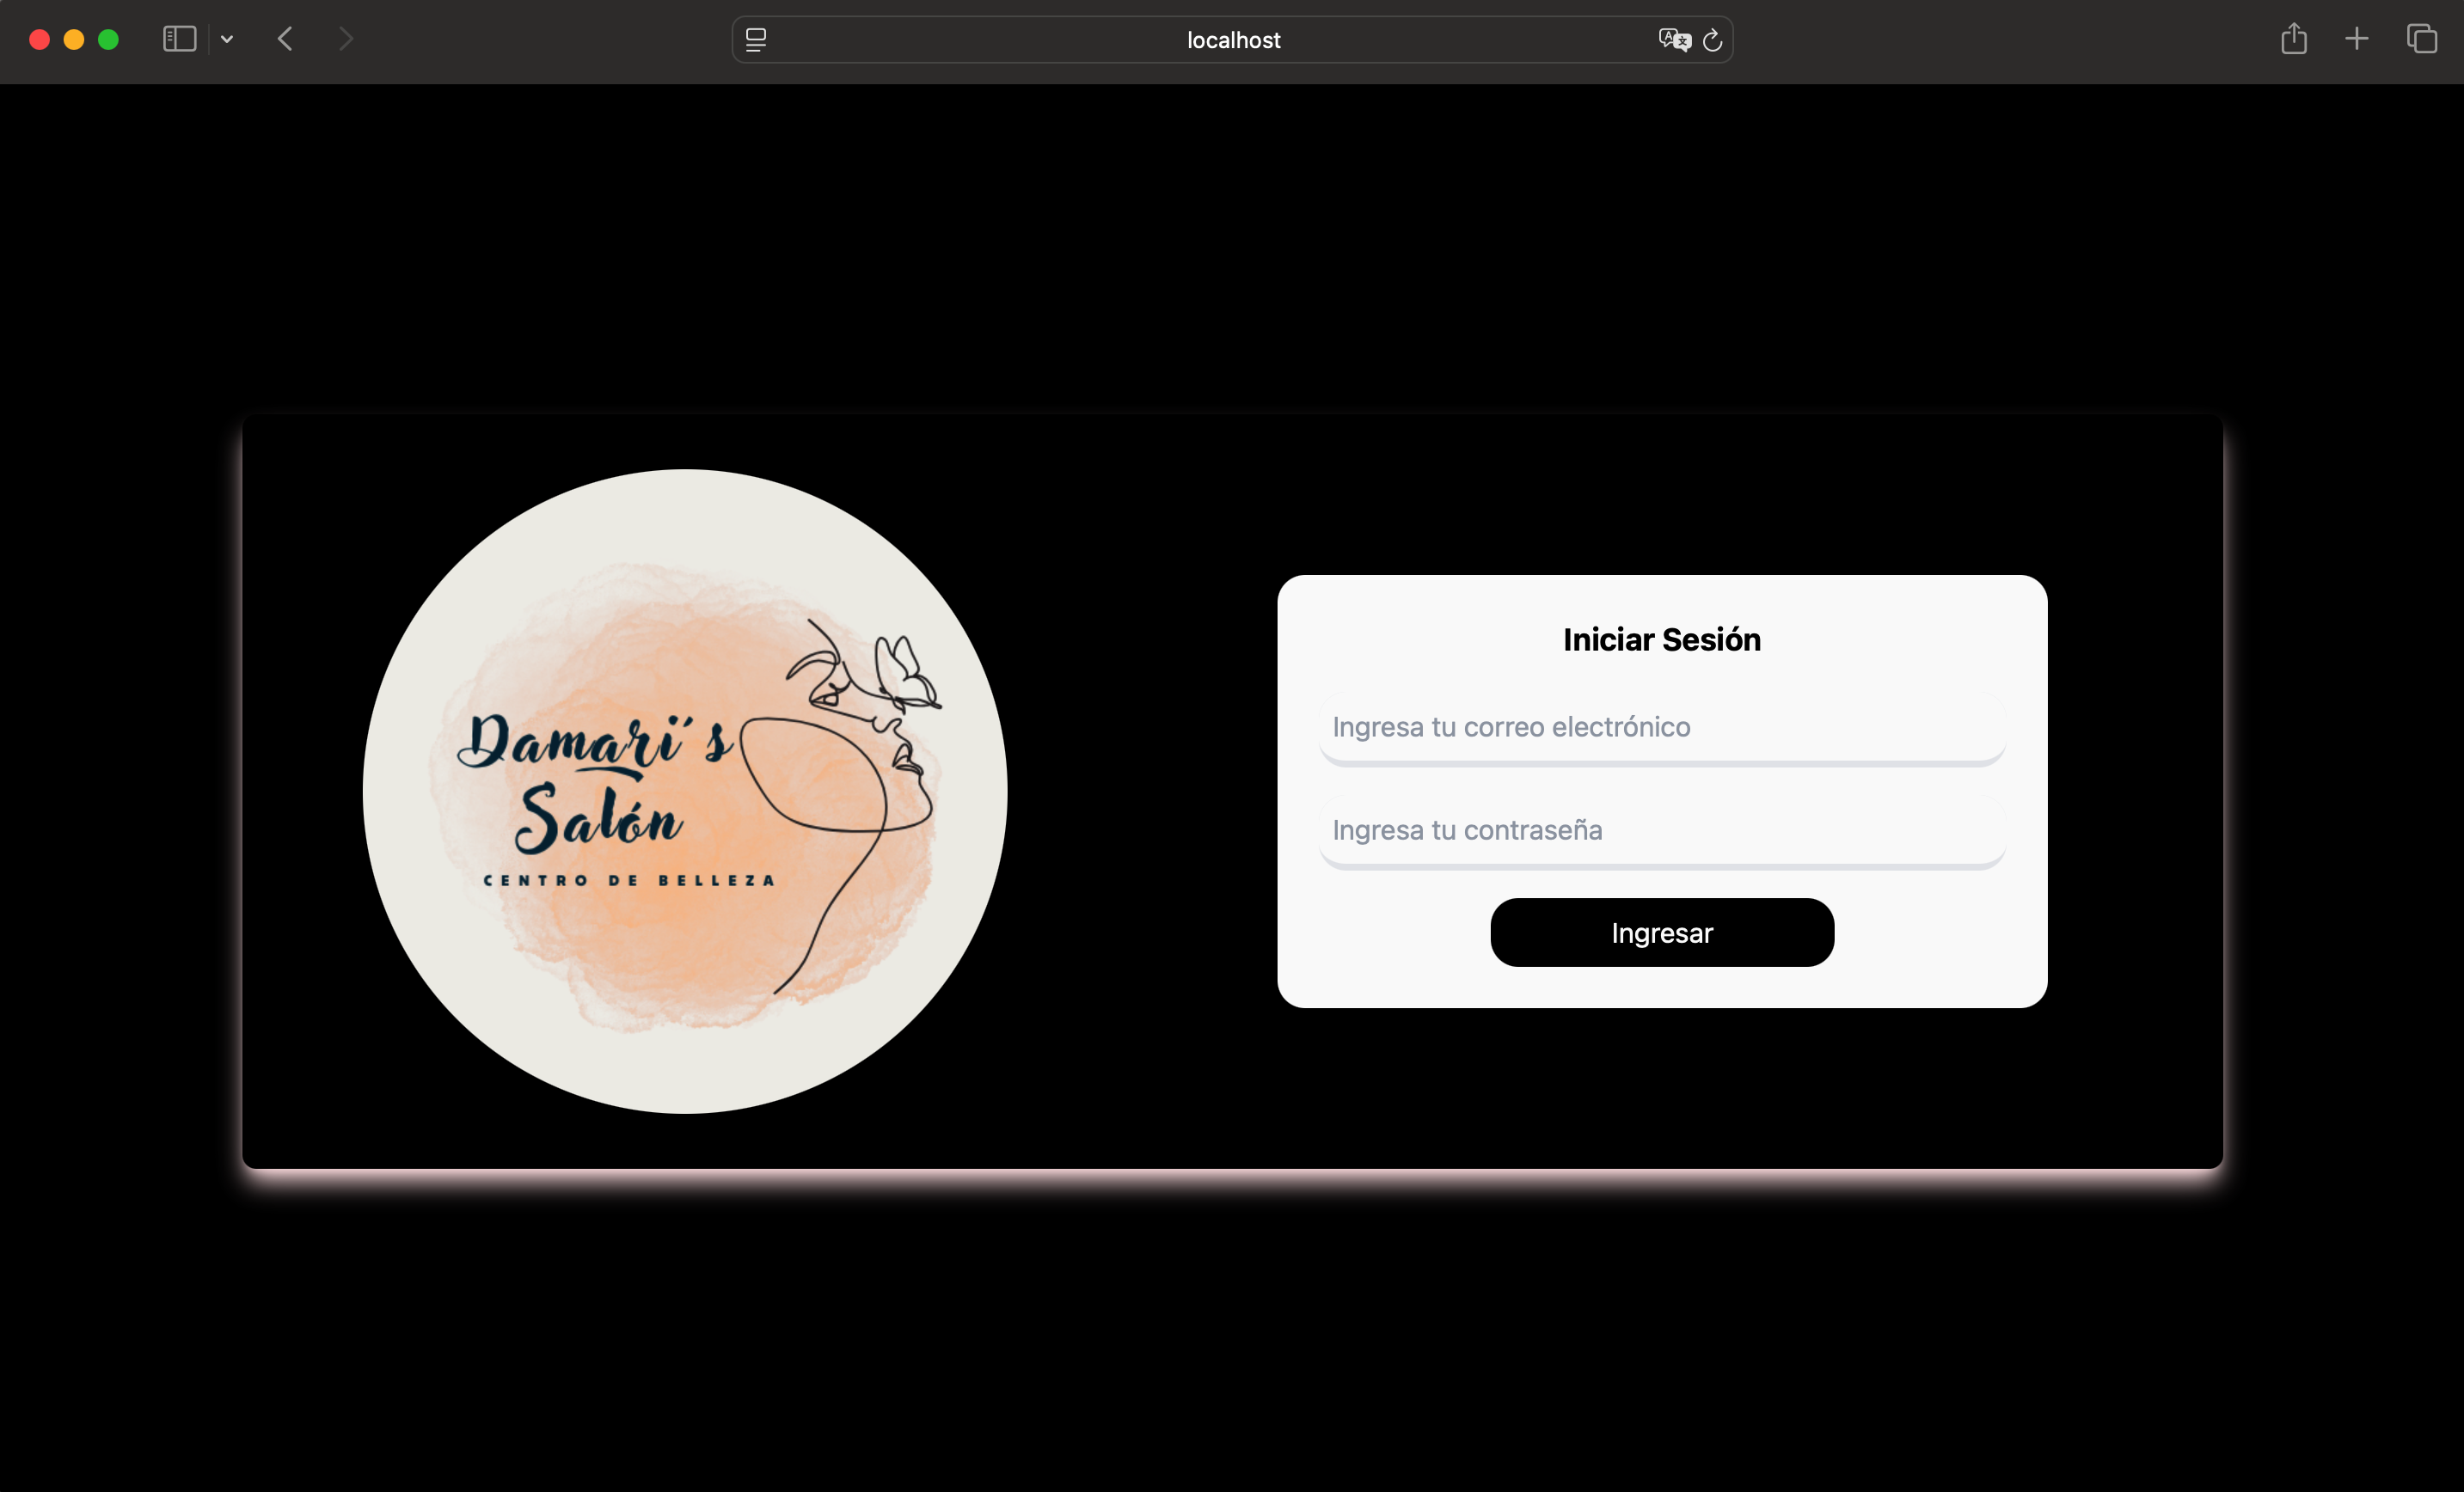 localhost
Damari´s
Salón
CENTRO DE BELLEZA
Iniciar Sesión
Ingresa tu correo electrónico
Ingresa tu contraseña
Ingresar